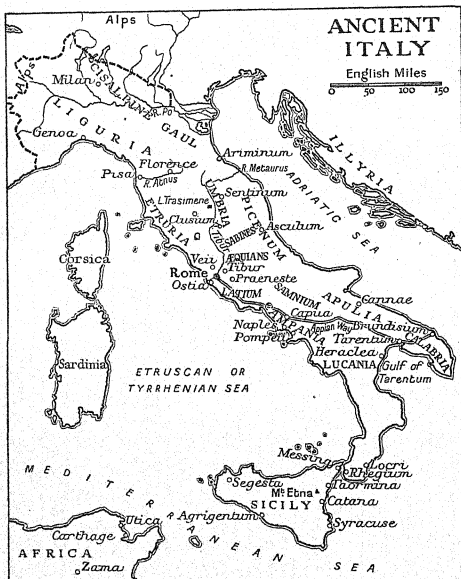 Alps
ANCIENT
ITALY
English Miles
0 50 100 150
Alps
Milan
CISALPINE
GAUL
R. Po
LIGURIA
Genoa
ILLYRIA
Ariminum
Florence
R. Metaurus
Pisa
R. Arnus
ADRIATIC SEA
Sentinum
UMBRIA
L. Trasimene
PICENUM
ETRURIA
Clusium
Asculum
Tiber
SABINES
Corsica
ÆQUIANS
Veii
Tibur
Rome
Praeneste
Ostia
LATIUM
SAMNIUM
Cannae
APULIA
Capua
CAMPANIA
Naples
Appian Way
Brundisium
Pompeii
Tarentum
CALABRIA
Heraclea
LUCANIA
Gulf of
Tarentum
Sardinia
ETRUSCAN OR
TYRRHENIAN SEA
Messina
Locri
Rhegium
MEDITERRANEAN SEA
Segesta
Mt. Etna
Taormina
SICILY
Catana
Utica
Agrigentum
Syracuse
Carthage
AFRICA
Zama